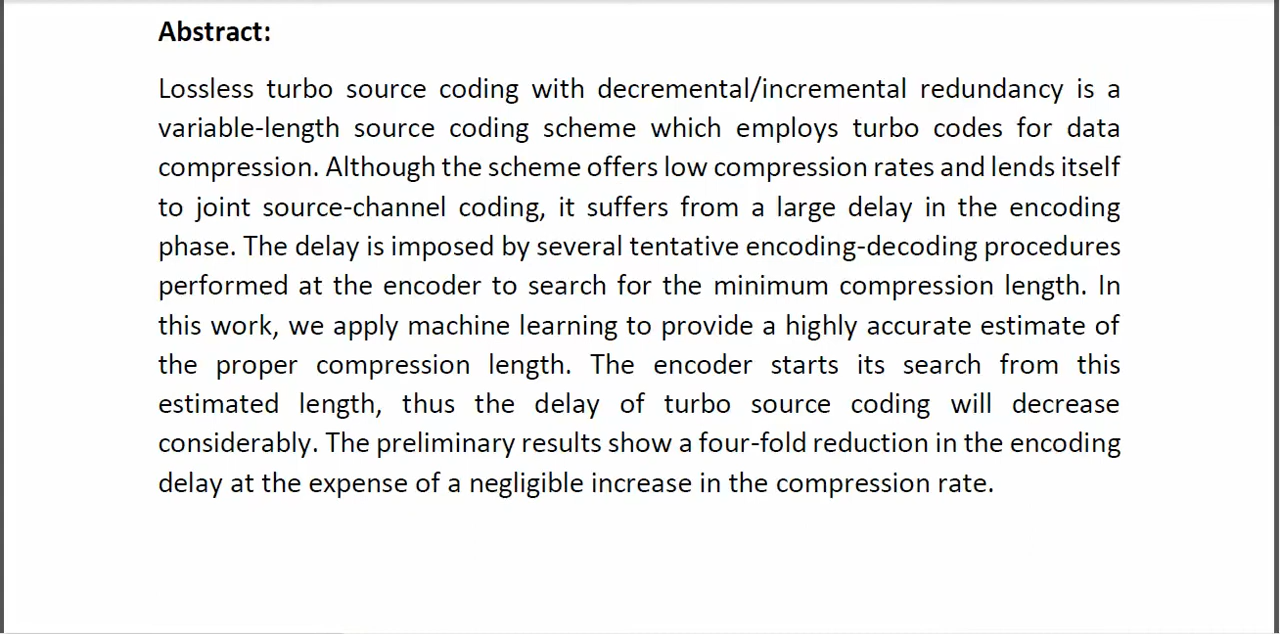 Abstract:
Lossless turbo source coding with decremental/incremental redundancy is a
variable-length source coding scheme which employs turbo codes for data
compression. Although the scheme offers low compression rates and lends itself
to joint source-channel coding, it suffers from a large delay in the encoding
phase. The delay is imposed by several tentative encoding-decoding procedures
performed at the encoder to search for the minimum compression length. In
this work, we apply machine learning to provide a highly accurate estimate of
the proper compression length. The encoder starts its search from this
estimated length, thus the delay of turbo source coding will decrease
considerably. The preliminary results show a four-fold reduction in the encoding
delay at the expense of a negligible increase in the compression rate.